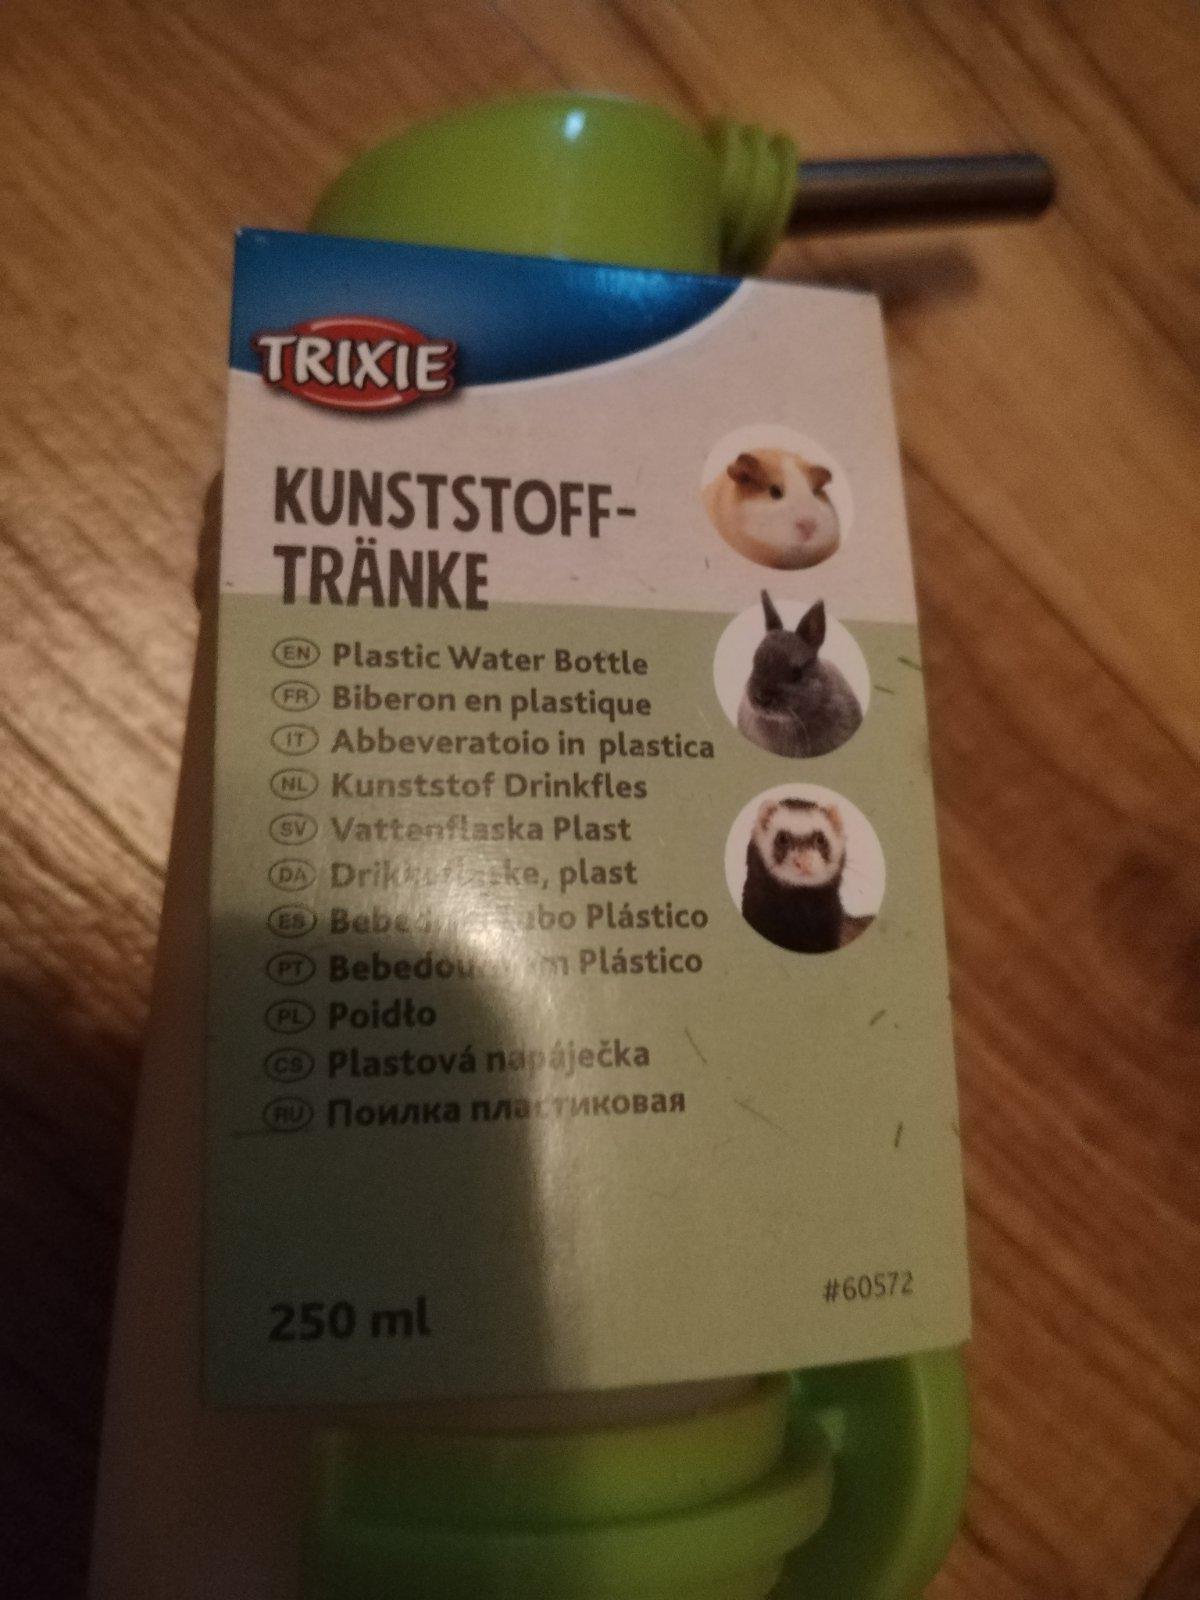 TRIXIE
KUNSTSTOFF-
TRÄNKE
EN Plastic Water Bottle
FR Biberon en plastique
IT Abbeveratoio in plastica
NL Kunststof Drinkfles
SV Vattenflaska Plast
DA Drikkeflaske, plast
ES Plástico
PT Plástico
PL Poidło
CS Plastová napáječka
RU Поилка пластиковая
250 ml
#60572